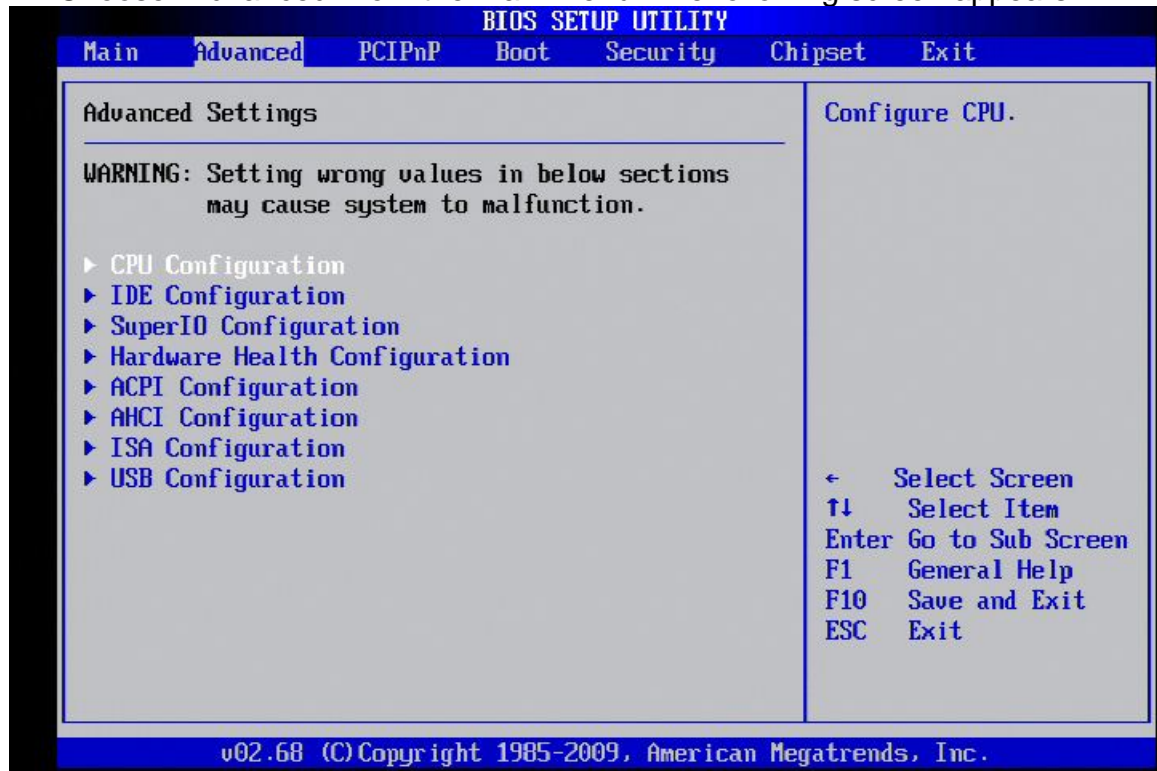 BIOS SETUP UTILITY
Main Advanced PCIPnP Boot Security Chipset Exit
Advanced Settings
WARNING: Setting wrong values in below sections
may cause system to malfunction.
► CPU Configuration
► IDE Configuration
► SuperIO Configuration
► Hardware Health Configuration
► ACPI Configuration
► AHCI Configuration
► ISA Configuration
► USB Configuration
Configure CPU.
← Select Screen
↑↓ Select Item
Enter Go to Sub Screen
F1 General Help
F10 Save and Exit
ESC Exit
v02.68 (C)Copyright 1985-2009, American Megatrends, Inc.